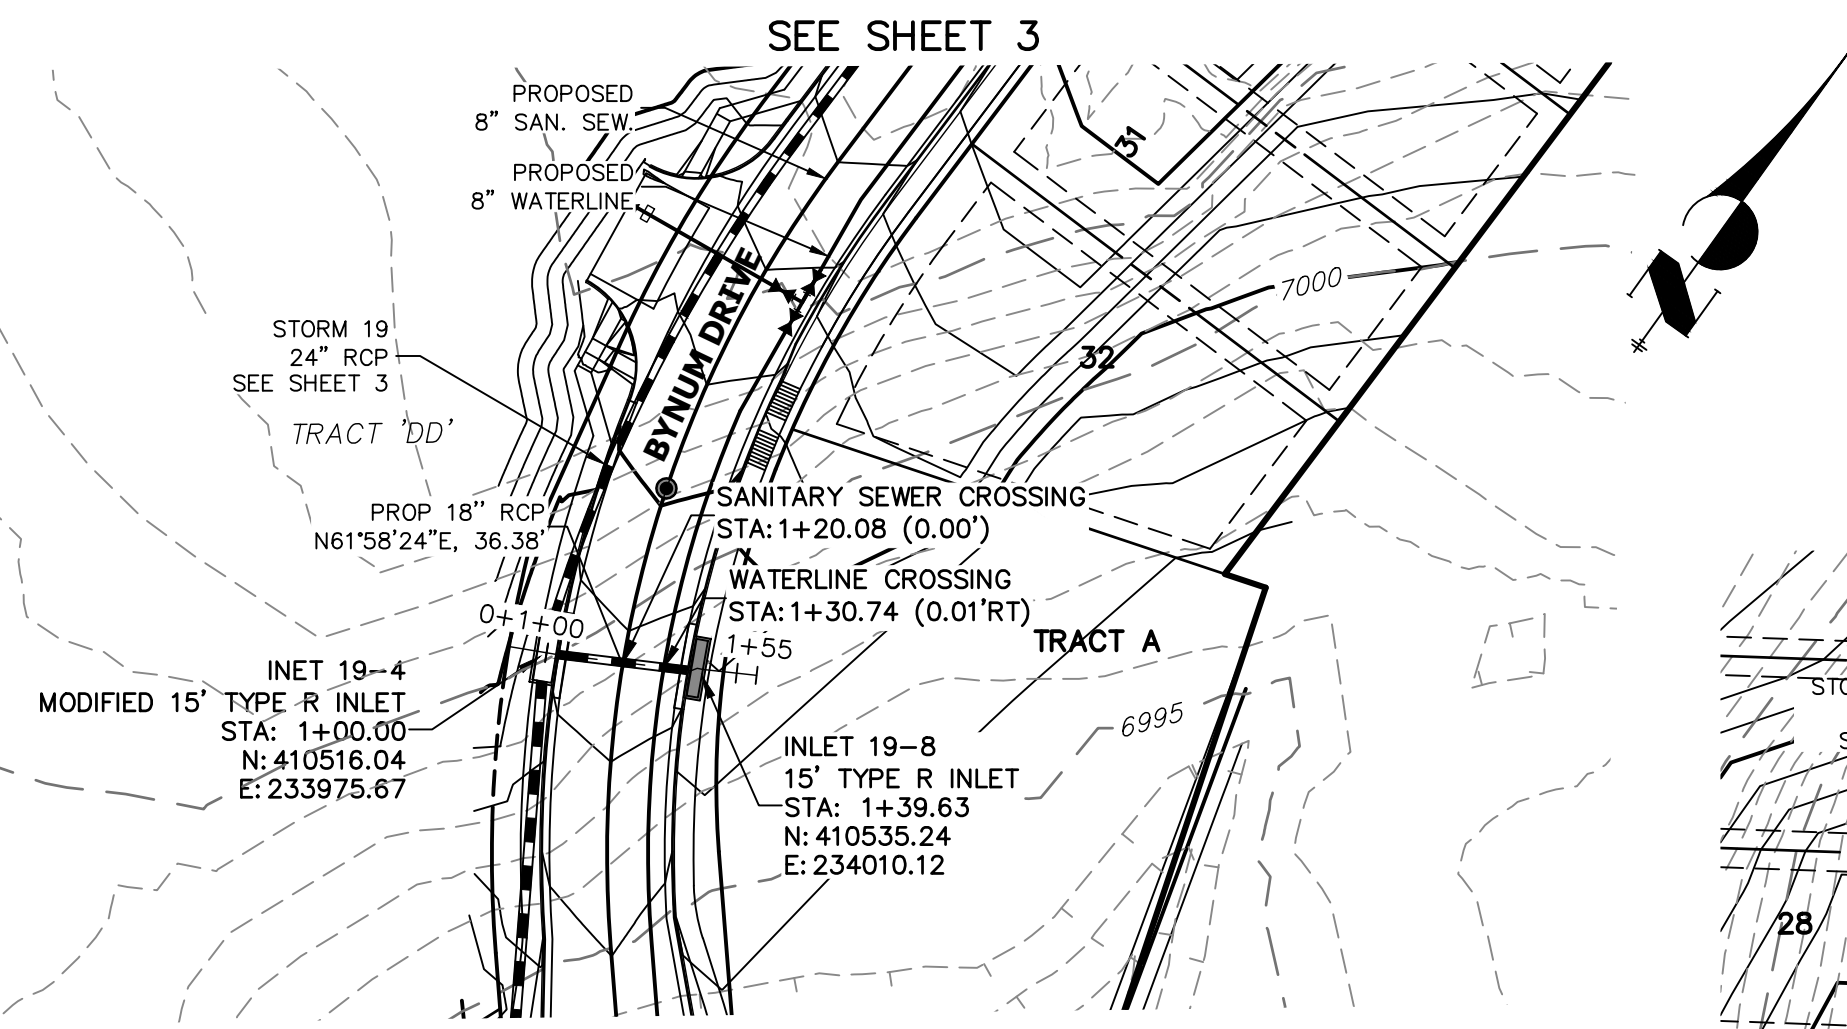 SEE SHEET 3
PROPOSED
8" SAN. SEW.
PROPOSED
8" WATERLINE
31
7000
32
BYNUM DRIVE
STORM 19
24" RCP
SEE SHEET 3
TRACT 'DD'
PROP 18" RCP
N61°58'24"E, 36.38'
SANITARY SEWER CROSSING
STA:1+20.08 (0.00')
WATERLINE CROSSING
STA:1+30.74 (0.01'RT)
0+1+00
1+55
TRACT A
INET 19-4
MODIFIED 15' TYPE R INLET
STA: 1+00.00
N:410516.04
E:233975.67
6995
INLET 19-8
15' TYPE R INLET
STA: 1+39.63
N:410535.24
E:234010.12
STO
S
28